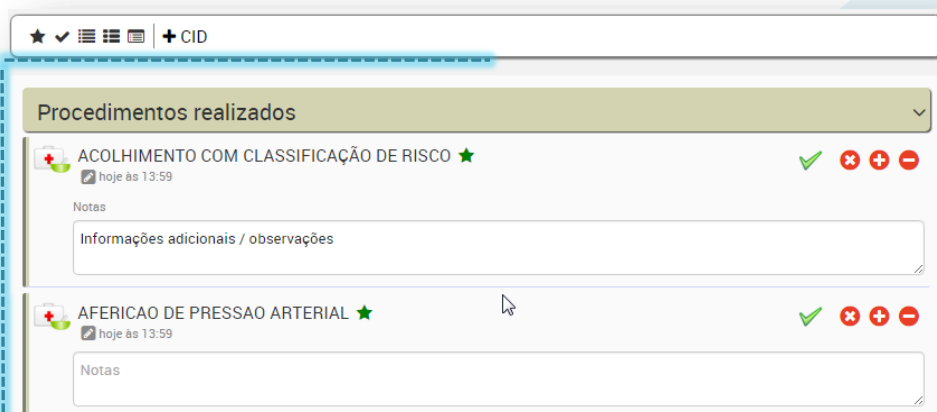 CID
Procedimentos realizados
ACOLHIMENTO COM CLASSIFICAÇÃO DE RISCO
hoje às 13:59
Notas
Informações adicionais / observações
AFERICAO DE PRESSAO ARTERIAL
hoje às 13:59
Notas